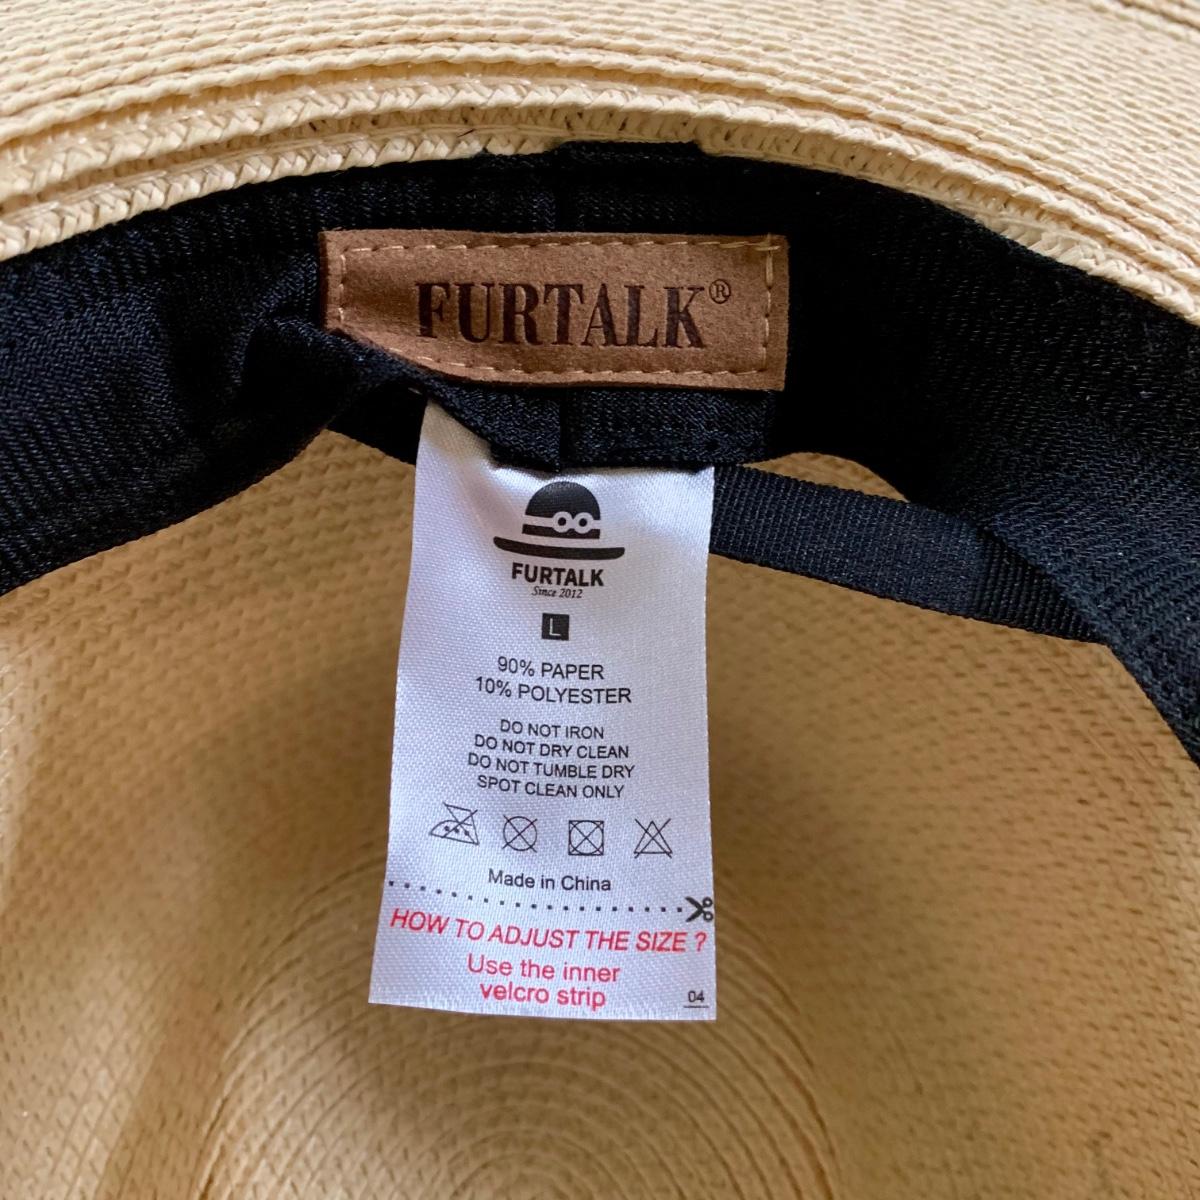 FURTALK®
FURTALK
Since 2012
L
90% PAPER
10% POLYESTER
DO NOT IRON
DO NOT DRY CLEAN
DO NOT TUMBLE DRY
SPOT CLEAN ONLY
Made in China
HOW TO ADJUST THE SIZE ?
Use the inner
velcro strip
04